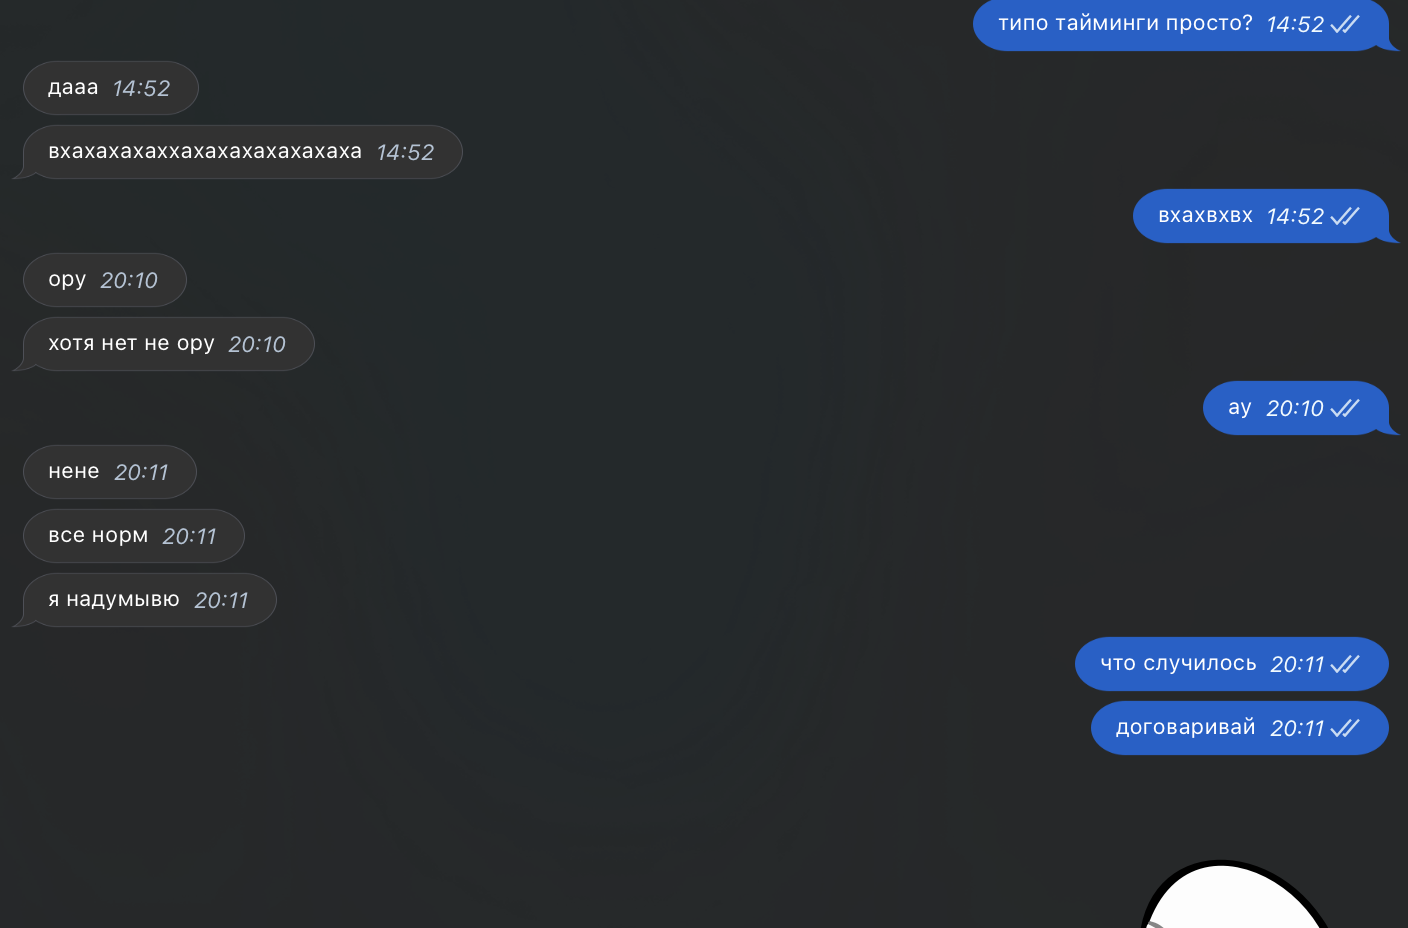 типо тайминги просто? 14:52
дааа 14:52
вхахахахаххахахахахахахаха 14:52
вхахвхвх 14:52
ору 20:10
хотя нет не ору 20:10
ау 20:10
нене 20:11
все норм 20:11
я надумывю 20:11
что случилось 20:11
договаривай 20:11